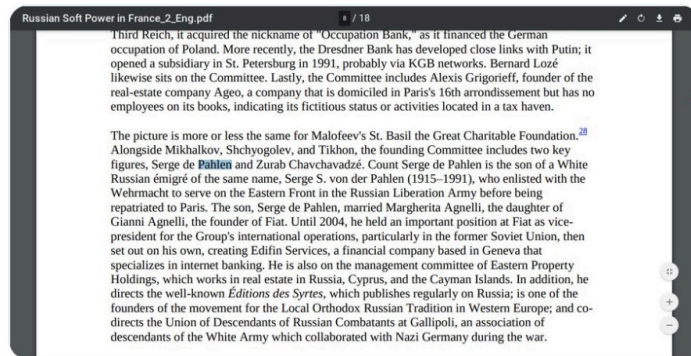 Russian Soft Power in France_2_Eng.pdf
8 / 18
Third Reich, it acquired the nickname of "Occupation Bank," as it financed the German
occupation of Poland. More recently, the Dresdner Bank has developed close links with Putin; it
opened a subsidiary in St. Petersburg in 1991, probably via KGB networks. Bernard Lozé
likewise sits on the Committee. Lastly, the Committee includes Alexis Grigorieff, founder of the
real-estate company Ageo, a company that is domiciled in Paris's 16th arrondissement but has no
employees on its books, indicating its fictitious status or activities located in a tax haven.
The picture is more or less the same for Malofeev's St. Basil the Great Charitable Foundation.28
Alongside Mikhalkov, Shchyogolev, and Tikhon, the founding Committee includes two key
figures, Serge de Pahlen and Zurab Chavchavadzé. Count Serge de Pahlen is the son of a White
Russian émigré of the same name, Serge S. von der Pahlen (1915–1991), who enlisted with the
Wehrmacht to serve on the Eastern Front in the Russian Liberation Army before being
repatriated to Paris. The son, Serge de Pahlen, married Margherita Agnelli, the daughter of
Gianni Agnelli, the founder of Fiat. Until 2004, he held an important position at Fiat as vice-
president for the Group's international operations, particularly in the former Soviet Union, then
set out on his own, creating Edifin Services, a financial company based in Geneva that
specializes in internet banking. He is also on the management committee of Eastern Property
Holdings, which works in real estate in Russia, Cyprus, and the Cayman Islands. In addition, he
directs the well-known Éditions des Syrtes, which publishes regularly on Russia; is one of the
founders of the movement for the Local Orthodox Russian Tradition in Western Europe; and co-
directs the Union of Descendants of Russian Combatants at Gallipoli, an association of
descendants of the White Army which collaborated with Nazi Germany during the war.